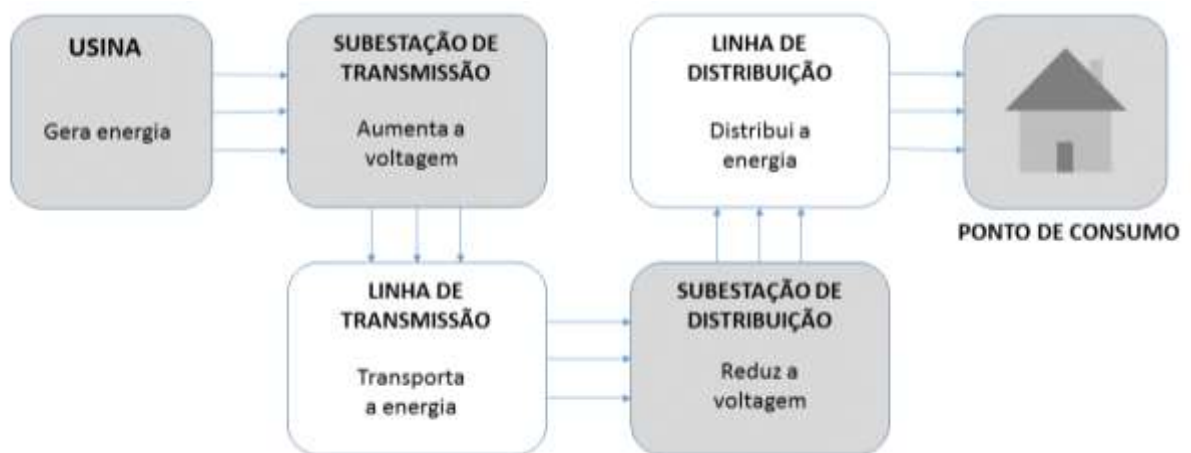 USINA
Gera energia
SUBESTAÇÃO DE
TRANSMISSÃO
Aumenta a
voltagem
LINHA DE
TRANSMISSÃO
Transporta
a energia
SUBESTAÇÃO DE
DISTRIBUIÇÃO
Reduz a
voltagem
LINHA DE
DISTRIBUIÇÃO
Distribui a
energia
PONTO DE CONSUMO